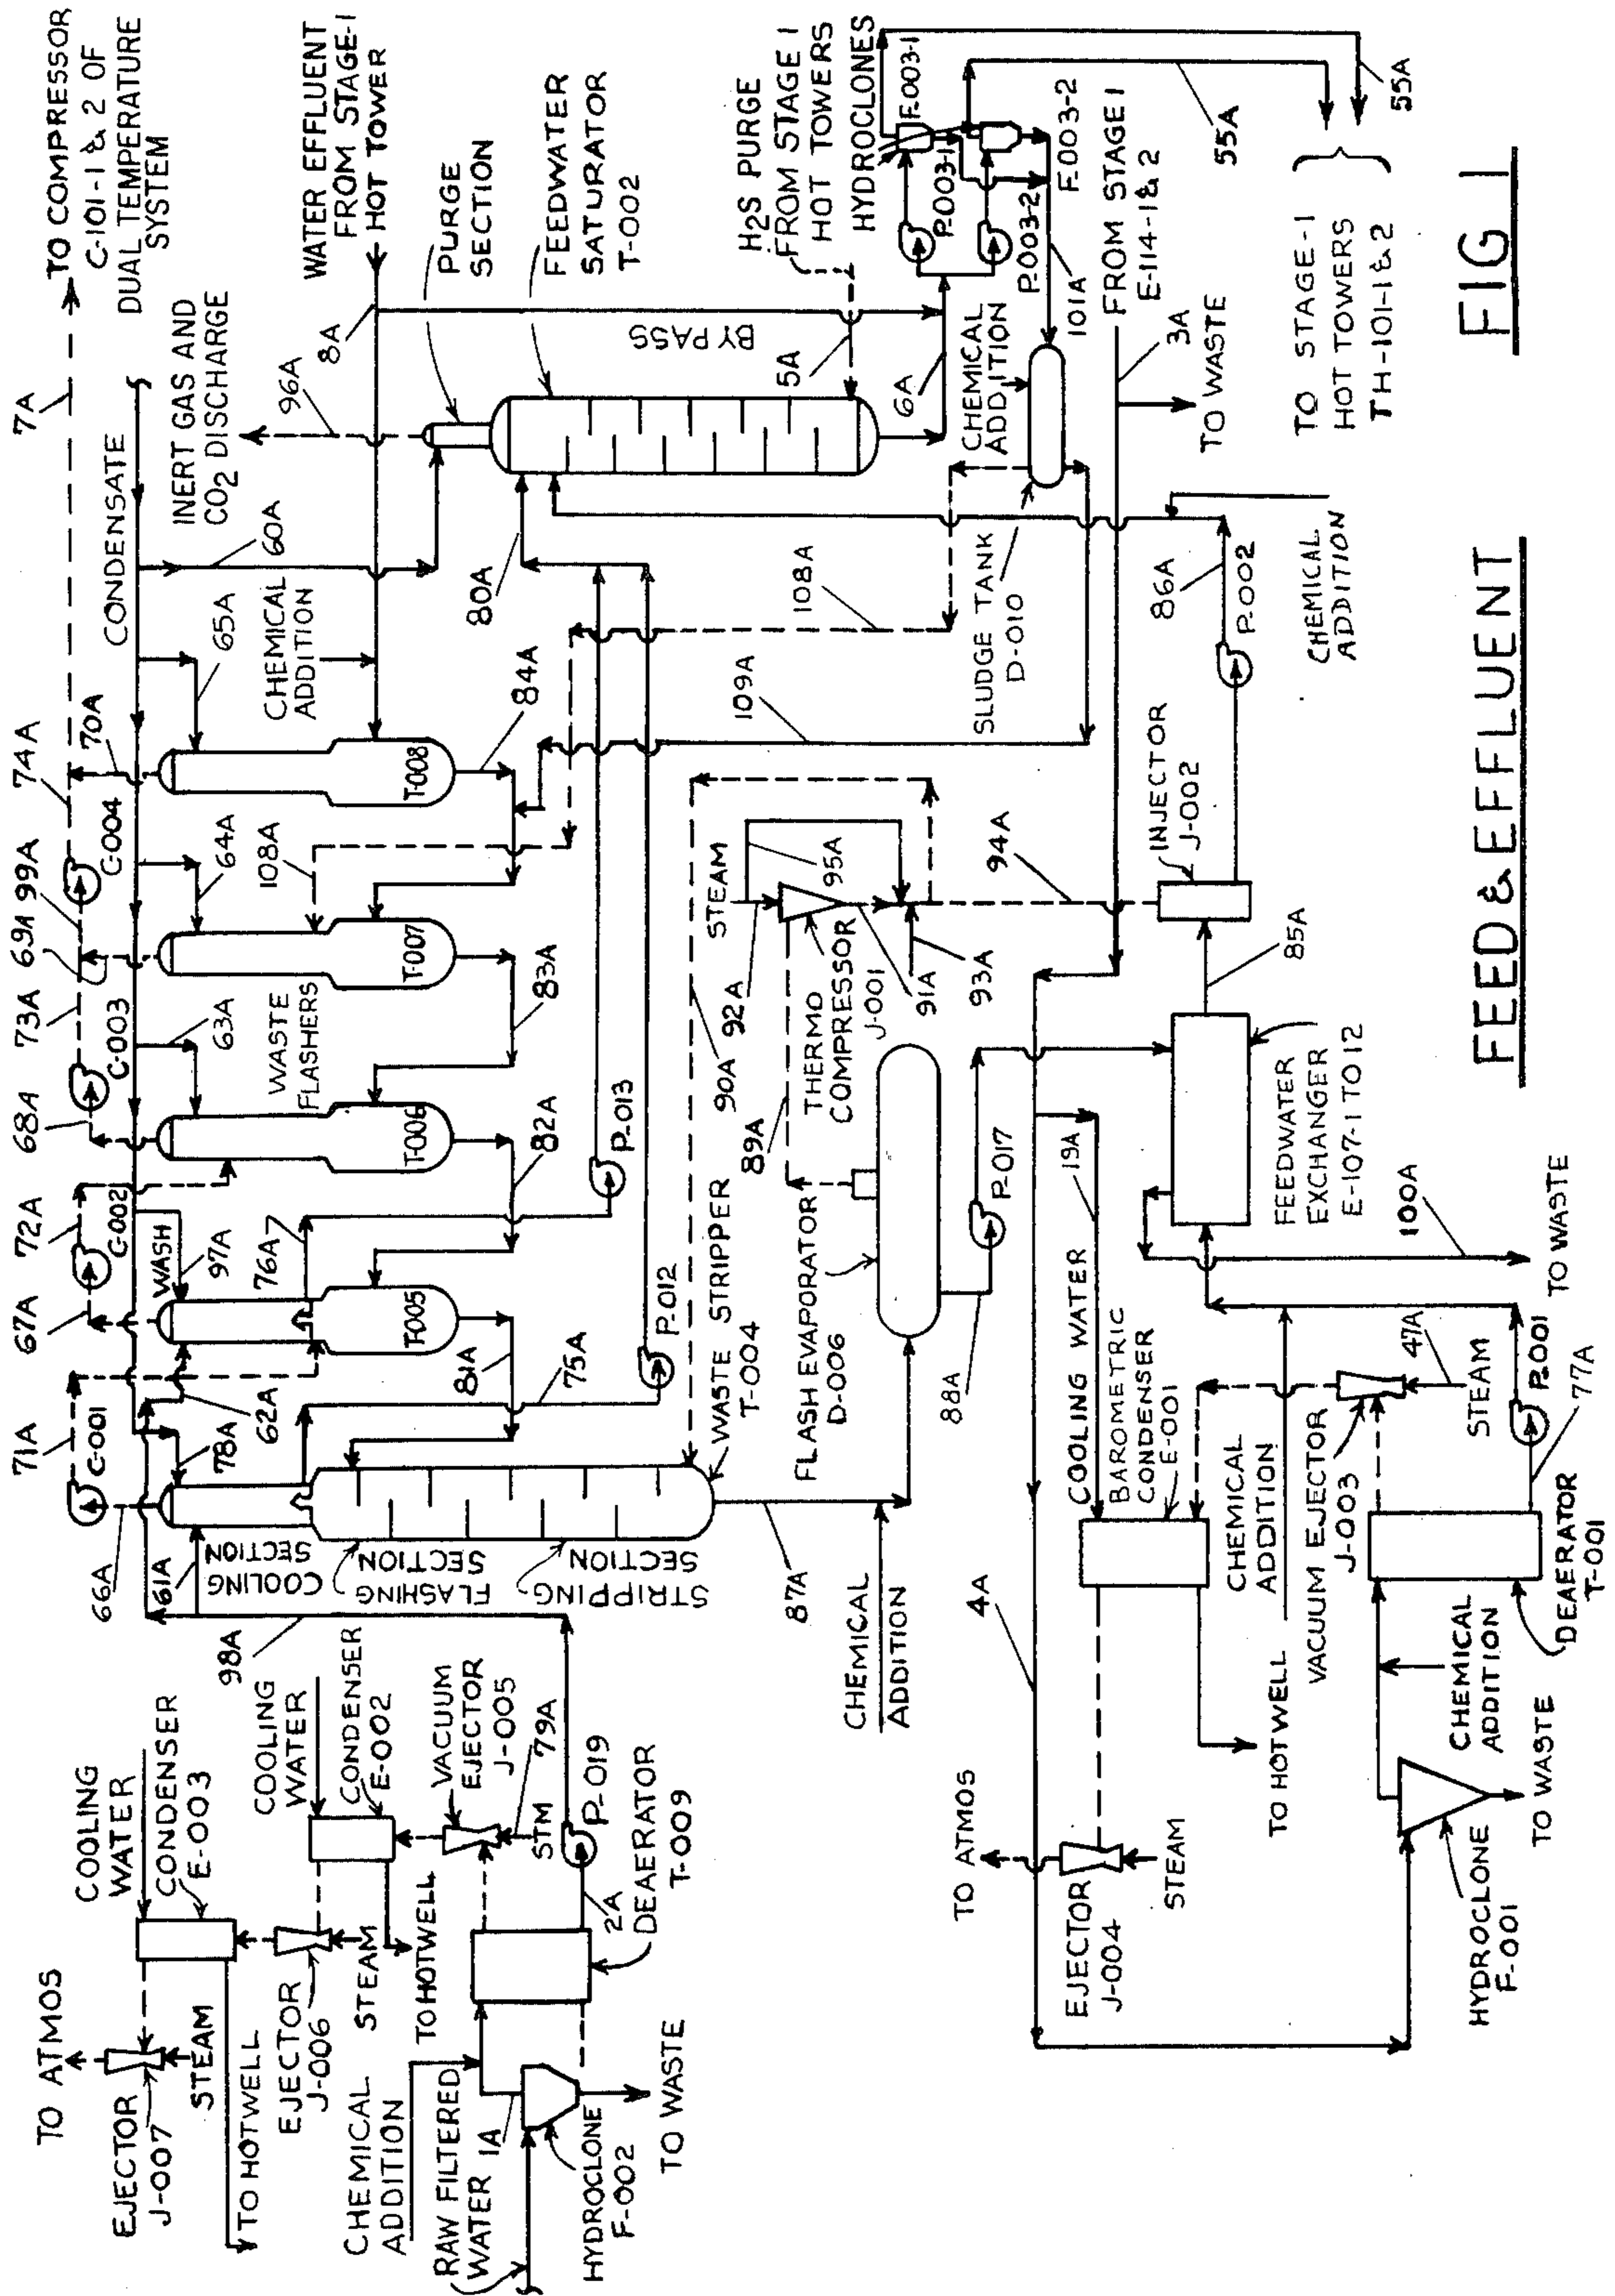 TO COMPRESSOR
C-101-1 & 2 OF
DUAL TEMPERATURE
SYSTEM
7A
74A
70A
C-004
99A
69A
73A
C-003
68A
72A
C-002
67A
71A
C-001
66A
CONDENSATE
INERT GAS AND
CO2 DISCHARGE
96A
8A
WATER EFFLUENT
FROM STAGE-1
HOT TOWER
PURGE
SECTION
FEEDWATER
SATURATOR
T-002
60A
65A
CHEMICAL
ADDITION
64A
108A
63A
WASTE
FLASHERS
WASH
97A
76A
62A
78A
61A
COOLING
SECTION
FLASHING
SECTION
STRIPPING
SECTION
T-008
T-007
T-006
T-005
84A
83A
82A
81A
75A
80A
BYPASS
5A
6A
H2S PURGE
FROM STAGE 1
HOT TOWERS
HYDROCLONES
F-003-1
P-003-1
P-003-2
F-003-2
55A
55A
101A
CHEMICAL
ADDITION
FROM STAGE 1
E-114-1 & 2
3A
TO WASTE
TO STAGE-1
HOT TOWERS
TH-101-1 & 2
SLUDGE TANK
D-010
108A
109A
P-013
P-012
WASTE STRIPPER
T-004
90A
92A
STEAM
95A
89A
THERMO
COMPRESSOR
J-001
91A
93A
94A
INJECTOR
J-002
P-002
86A
CHEMICAL
ADDITION
85A
FEEDWATER
EXCHANGER
E-107-1 TO 12
100A
TO WASTE
FLASH EVAPORATOR
D-006
P-017
88A
87A
CHEMICAL
ADDITION
98A
COOLING
WATER
CONDENSER
E-003
COOLING
WATER
CONDENSER
E-002
VACUUM
EJECTOR
J-005
79A
STM
P-019
2A
DEAERATOR
T-009
TO ATMOS
EJECTOR
J-007
STEAM
TO HOTWELL
EJECTOR
J-006
STEAM
TO HOTWELL
CHEMICAL
ADDITION
RAW FILTERED
WATER
1A
HYDROCLONE
F-002
TO WASTE
4A
19A
COOLING WATER
BAROMETRIC
CONDENSER
E-001
CHEMICAL
ADDITION
VACUUM EJECTOR
J-003
47A
STEAM
P-001
77A
DEAERATOR
T-001
TO ATMOS
EJECTOR
J-004
STEAM
TO HOTWELL
CHEMICAL
ADDITION
HYDROCLONE
F-001
TO WASTE
FEED & EFFLUENT
FIG 1